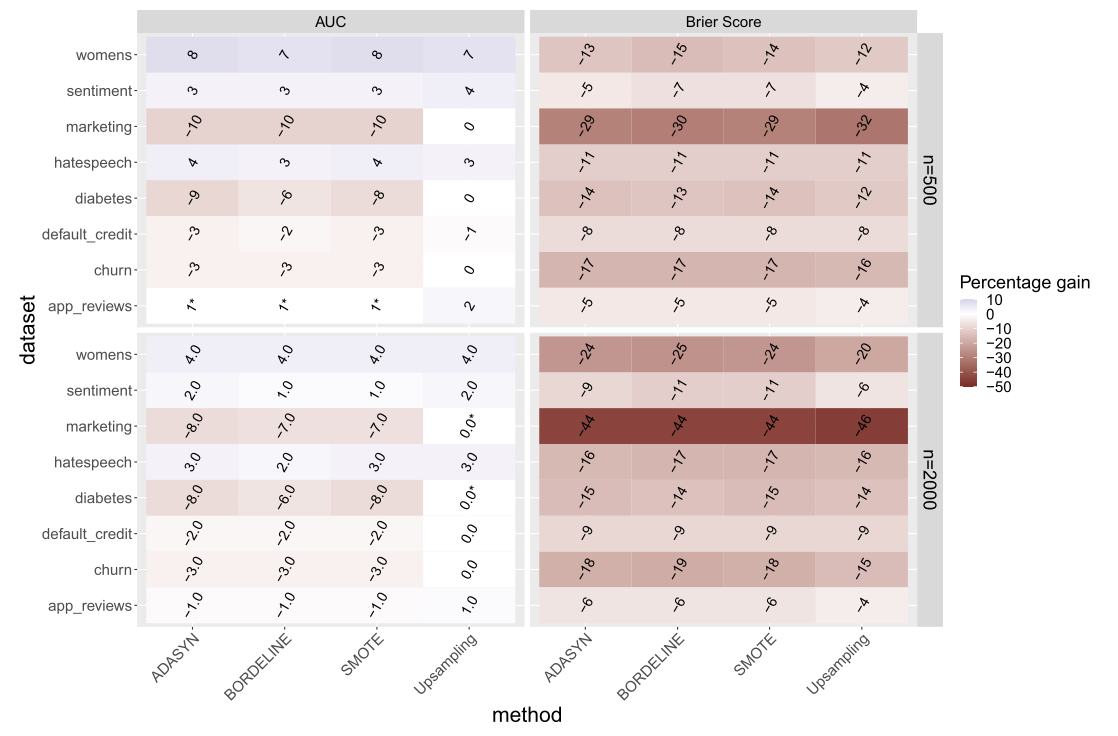 AUC Brier Score
womens 8 7 8 7 −13 −15 −14 −12
sentiment 3 3 3 4 −5 −7 −7 −4
marketing −10 −10 −10 0 −29 −30 −29 −32
hatespeech 4 3 4 3 −11 −11 −11 −11
diabetes −9 −6 −8 0 −14 −13 −14 −12
default_credit −3 −2 −3 −1 −8 −8 −8 −8
churn −3 −3 −3 0 −17 −17 −17 −16
app_reviews 1* 1* 1* 2 −5 −5 −5 −4
n=500
womens 4.0 4.0 4.0 4.0 −24 −25 −24 −20
sentiment 2.0 1.0 1.0 2.0 −9 −11 −11 −6
marketing −8.0 −7.0 −7.0 0.0* −44 −44 −44 −46
hatespeech 3.0 2.0 3.0 3.0 −16 −17 −17 −16
diabetes −8.0 −6.0 −8.0 0.0* −15 −14 −15 −14
default_credit −2.0 −2.0 −2.0 0.0 −9 −9 −9 −9
churn −3.0 −3.0 −3.0 0.0 −18 −19 −18 −15
app_reviews −1.0 −1.0 −1.0 1.0 −6 −6 −6 −4
n=2000
ADASYN BORDELINE SMOTE Upsampling ADASYN BORDELINE SMOTE Upsampling
method
dataset
Percentage gain
10
0
−10
−20
−30
−40
−50